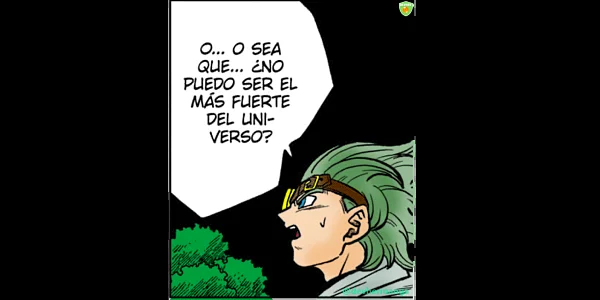 O... O SEA
QUE... ¿NO
PUEDO SER EL
MÁS FUERTE
DEL UNI-
VERSO?